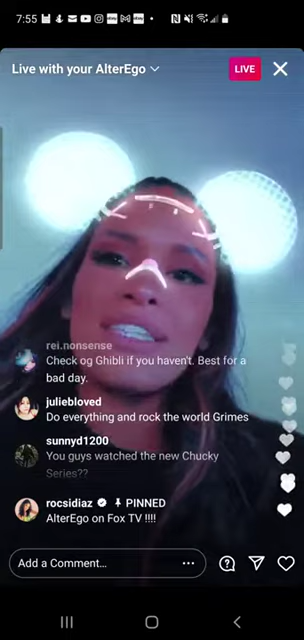 7:55
Live with your AlterEgo
LIVE
rei.nonsense
Check og Ghibli if you haven't. Best for a
bad day.
juliebloved
Do everything and rock the world Grimes
sunnyd1200
You guys watched the new Chucky
Series??
rocsidiaz PINNED
AlterEgo on Fox TV !!!!
Add a Comment...